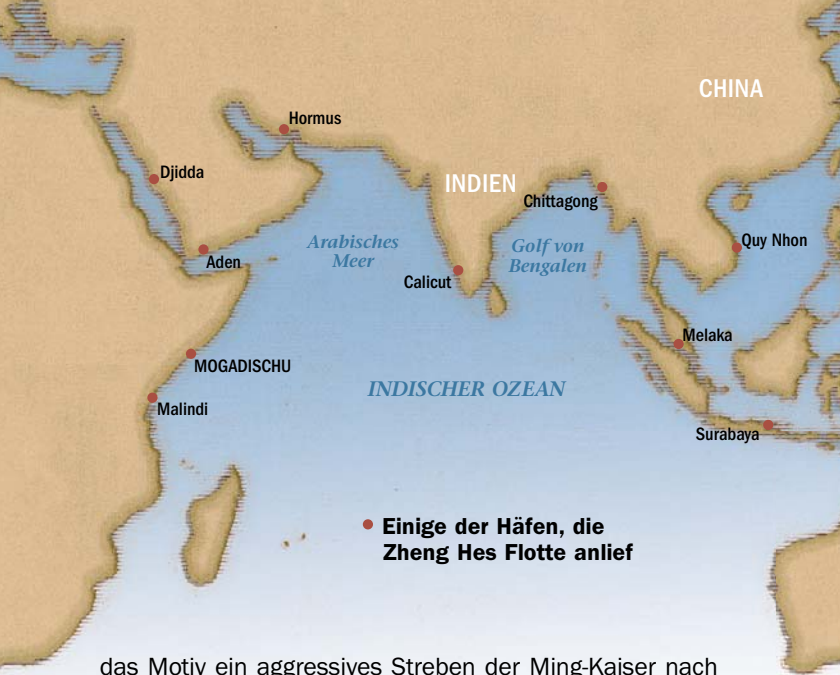 CHINA
Hormus
Djidda
INDIEN
Chittagong
Arabisches
Meer
Golf von
Bengalen
Quy Nhon
Aden
Calicut
Melaka
MOGADISCHU
INDISCHER OZEAN
Malindi
Surabaya
Einige der Häfen, die
Zheng Hes Flotte anlief
das Motiv ein aggressives Streben der Ming-Kaiser nach